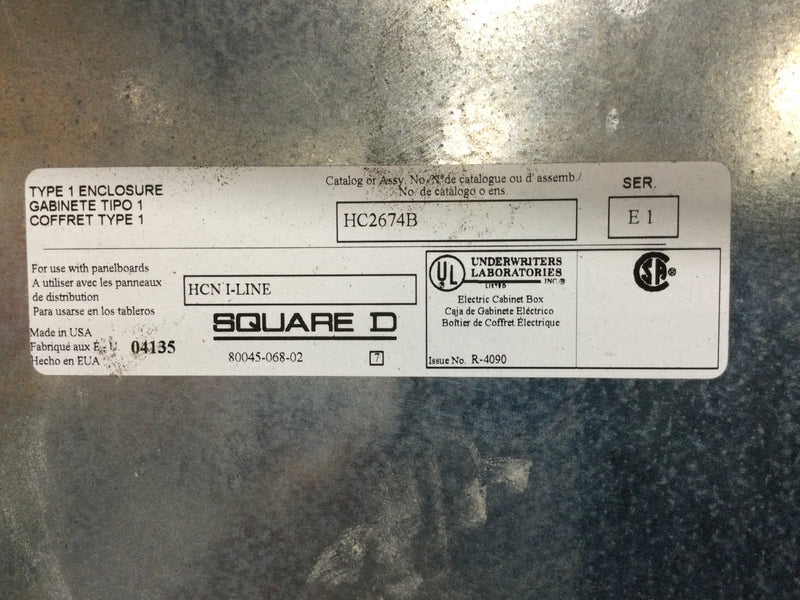 TYPE 1 ENCLOSURE
GABINETE TIPO 1
COFFRET TYPE 1
Catalog or Assy. No./N° de catalogue ou d' assemb./
No. de catálogo o ens.
HC2674B
SER.
E 1
For use with panelboards
A utiliser avec les panneaux
de distribution
Para usarse en los tableros
HCN I-LINE
Made in USA
Fabriqué aux É.-U.
Hecho en EUA
04135
SQUARE D
80045-068-02
7
UL
LISTED
UNDERWRITERS
LABORATORIES
INC.®
Electric Cabinet Box
Caja de Gabinete Eléctrico
Boîtier de Coffret Électrique
Issue No. R-4090
SA®